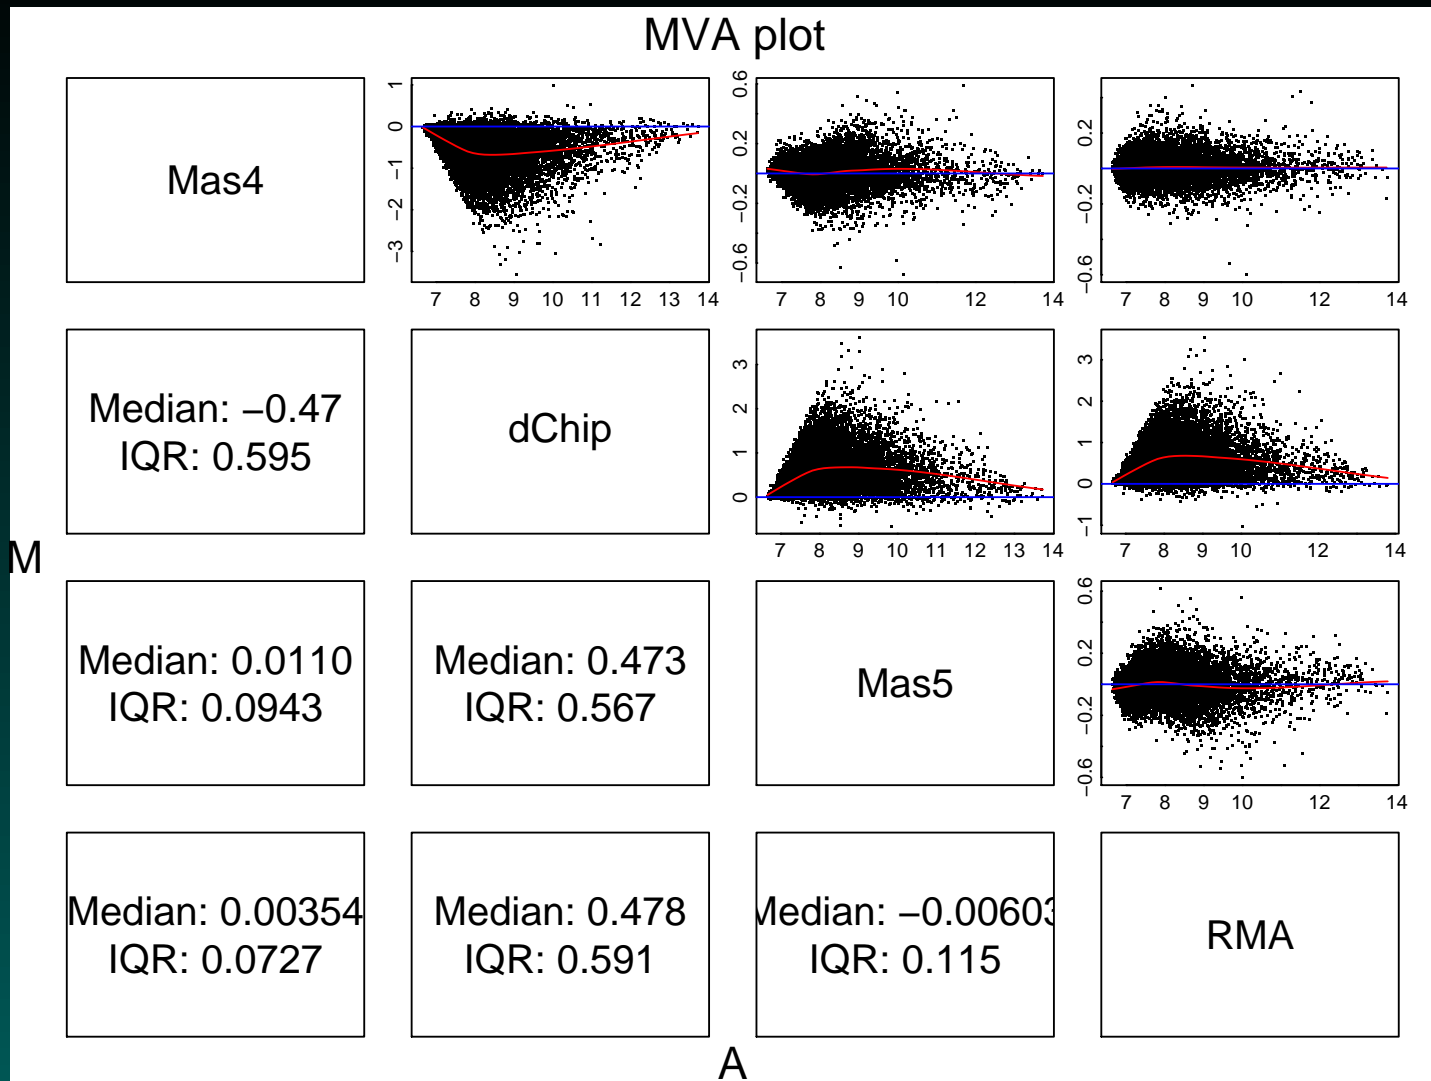 MVA plot
Mas4
1
0
−1
−2
−3
7 8 9 10 11 12 13 14
0.6
0.2
−0.2
−0.6
7 8 9 10 12 14
0.2
−0.2
−0.6
7 8 9 10 12 14
Median: −0.47
IQR: 0.595
dChip
3
2
1
0
7 8 9 10 11 12 13 14
3
2
1
0
−1
7 8 9 10 12 14
M
Median: 0.0110
IQR: 0.0943
Median: 0.473
IQR: 0.567
Mas5
0.6
0.2
−0.2
−0.6
7 8 9 10 12 14
Median: 0.00354
IQR: 0.0727
Median: 0.478
IQR: 0.591
Median: −0.00603
IQR: 0.115
RMA
A